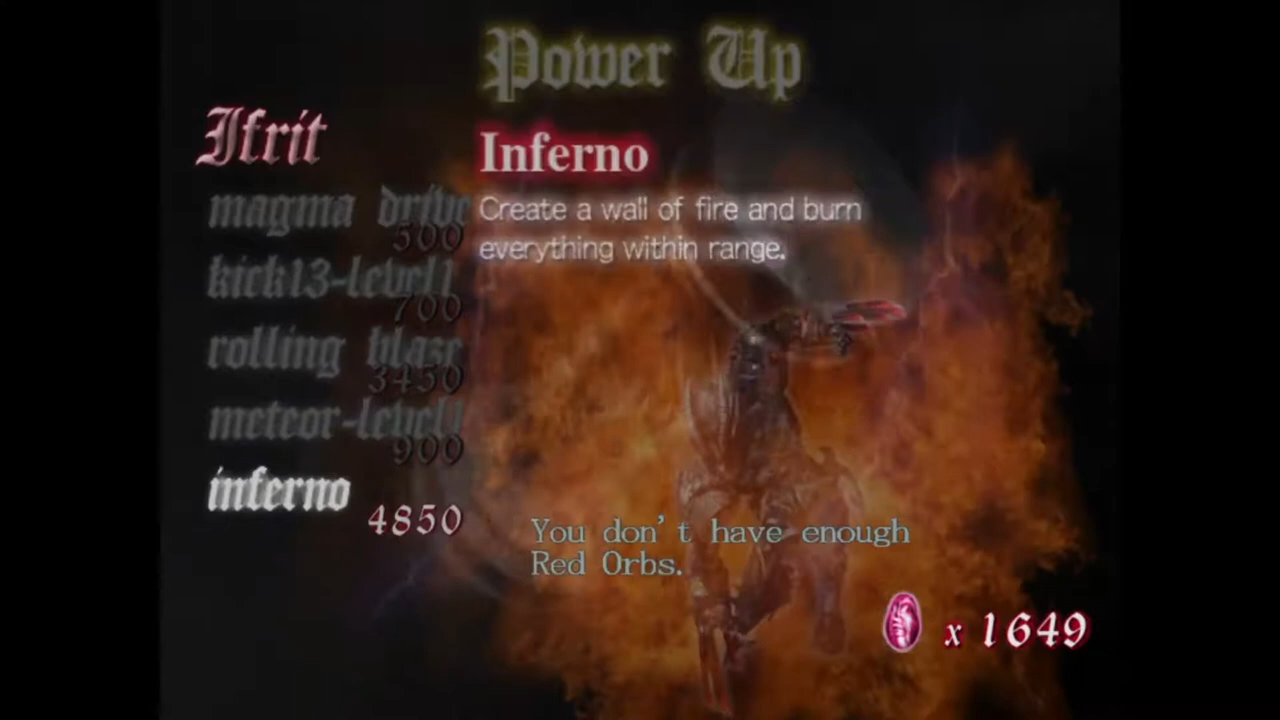 Power Up
Ifrit
magma drive
500
kick13-level1
700
rolling blaze
3450
meteor-level1
900
inferno
4850
Inferno
Create a wall of fire and burn
everything within range.
You don't have enough
Red Orbs.
x 1649